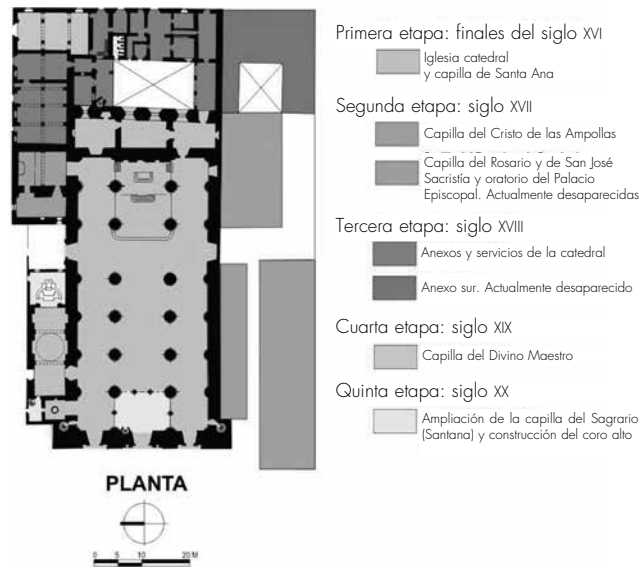 Primera etapa: finales del siglo XVI
Iglesia catedral
y capilla de Santa Ana
Segunda etapa: siglo XVII
Capilla del Cristo de las Ampollas
Capilla del Rosario y de San José
Sacristía y oratorio del Palacio
Episcopal. Actualmente desaparecidas
Tercera etapa: siglo XVIII
Anexos y servicios de la catedral
Anexo sur. Actualmente desaparecido
Cuarta etapa: siglo XIX
Capilla del Divino Maestro
Quinta etapa: siglo XX
Ampliación de la capilla del Sagrario
(Santana) y construcción del coro alto
PLANTA
0 5 10 20 M